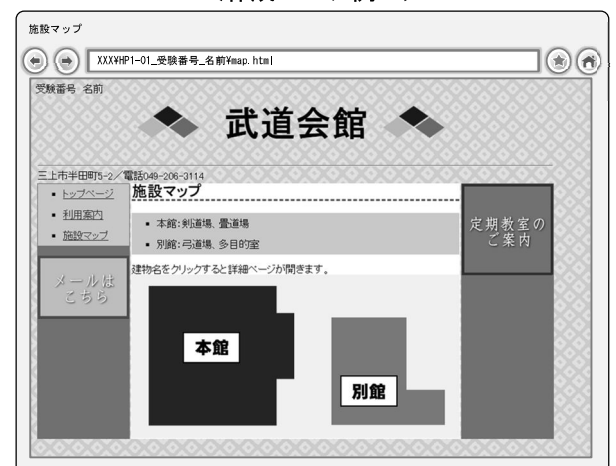 施設マップ
XXX¥HP1-01_受験番号_名前¥map.html
受験番号 名前
武道会館
三上市半田町5-2／電話049-206-3114
トップページ
利用案内
施設マップ
メールは
こちら
施設マップ
本館：剣道場、畳道場
別館：弓道場、多目的室
建物名をクリックすると詳細ページが開きます。
本館
別館
定期教室の
ご案内